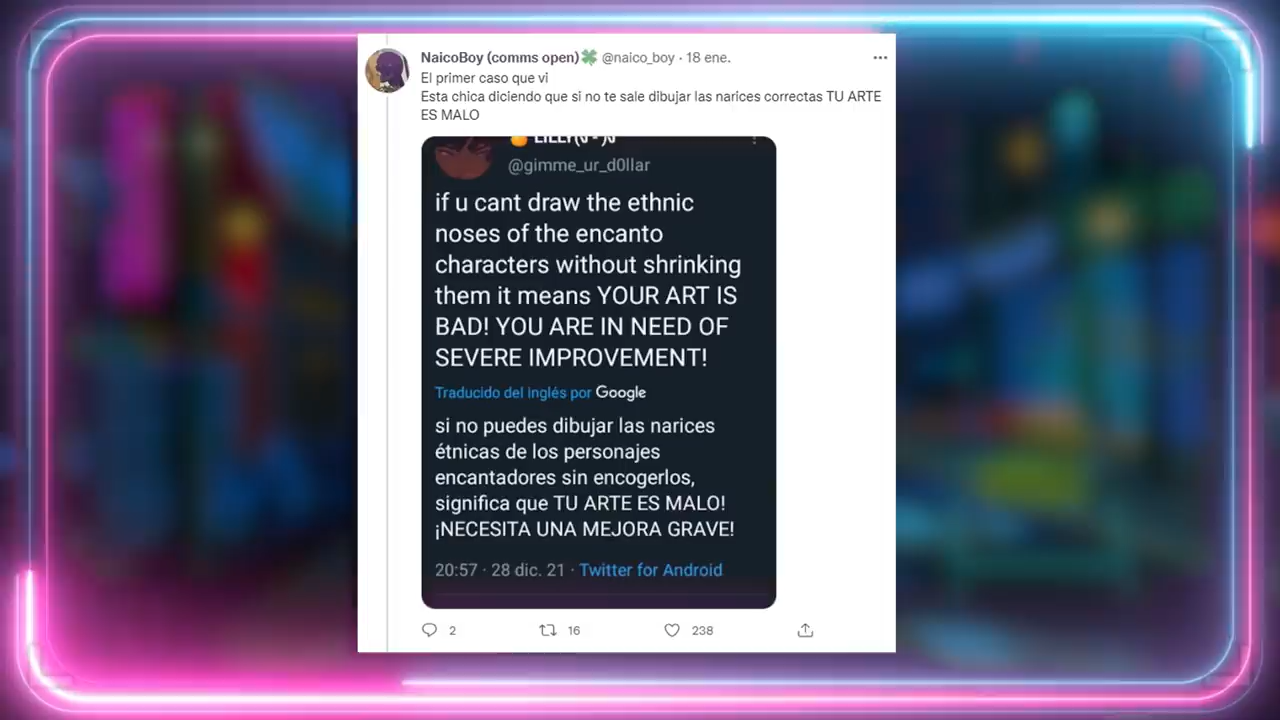 NaicoBoy (comms open)🍀 @naico_boy · 18 ene.
El primer caso que vi
Esta chica diciendo que si no te sale dibujar las narices correctas TU ARTE
ES MALO
@gimme_ur_d0llar
if u cant draw the ethnic
noses of the encanto
characters without shrinking
them it means YOUR ART IS
BAD! YOU ARE IN NEED OF
SEVERE IMPROVEMENT!
Traducido del inglés por Google
si no puedes dibujar las narices
étnicas de los personajes
encantadores sin encogerlos,
significa que TU ARTE ES MALO!
¡NECESITA UNA MEJORA GRAVE!
20:57 · 28 dic. 21 · Twitter for Android
2 16 238